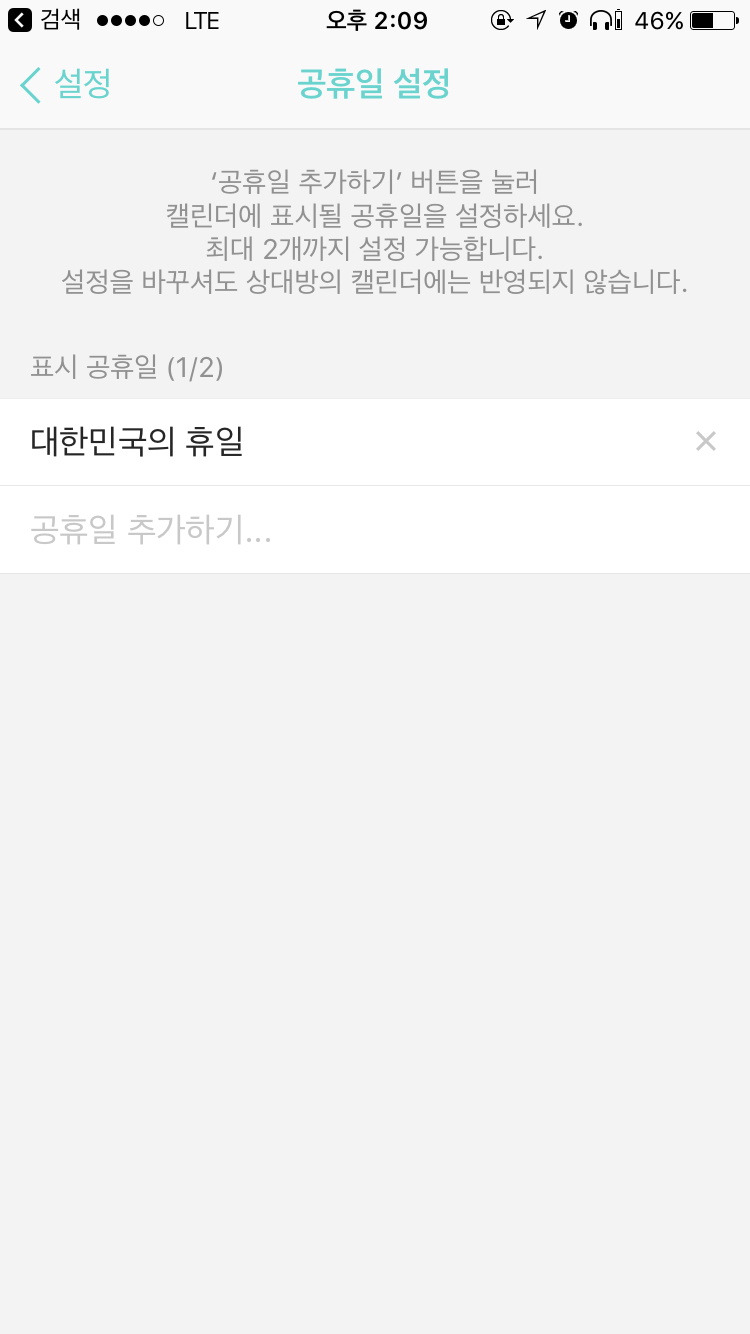 검색 LTE 오후 2:09 46%
설정 공휴일 설정
‘공휴일 추가하기’ 버튼을 눌러
캘린더에 표시될 공휴일을 설정하세요.
최대 2개까지 설정 가능합니다.
설정을 바꾸셔도 상대방의 캘린더에는 반영되지 않습니다.
표시 공휴일 (1/2)
대한민국의 휴일
공휴일 추가하기...